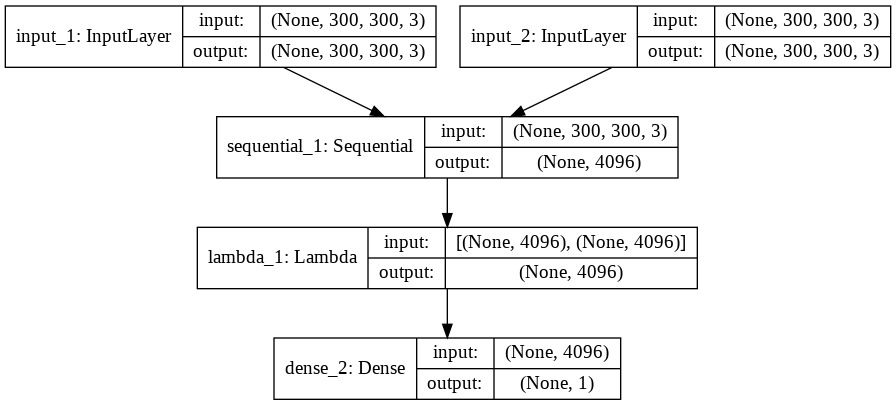 input_1: InputLayer
input: (None, 300, 300, 3)
output: (None, 300, 300, 3)
input_2: InputLayer
input: (None, 300, 300, 3)
output: (None, 300, 300, 3)
sequential_1: Sequential
input: (None, 300, 300, 3)
output: (None, 4096)
lambda_1: Lambda
input: [(None, 4096), (None, 4096)]
output: (None, 4096)
dense_2: Dense
input: (None, 4096)
output: (None, 1)